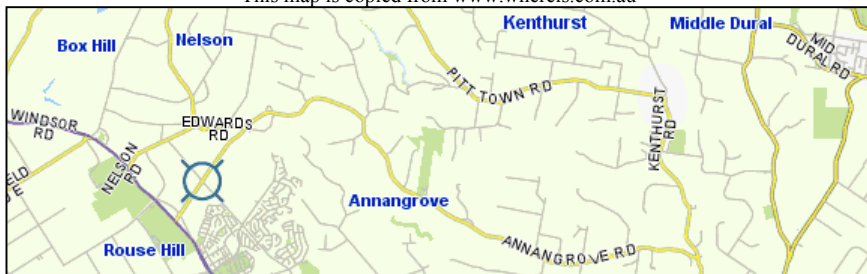 This map is copied from www.whereis.com.au
Kenthurst
Middle Dural
Box Hill
Nelson
MID
DURAL RD
PITT TOWN RD
WINDSOR
RD
EDWARDS
RD
KENTHURST
RD
NELSON
RD
Annangrove
Rouse Hill
ANNANGROVE RD